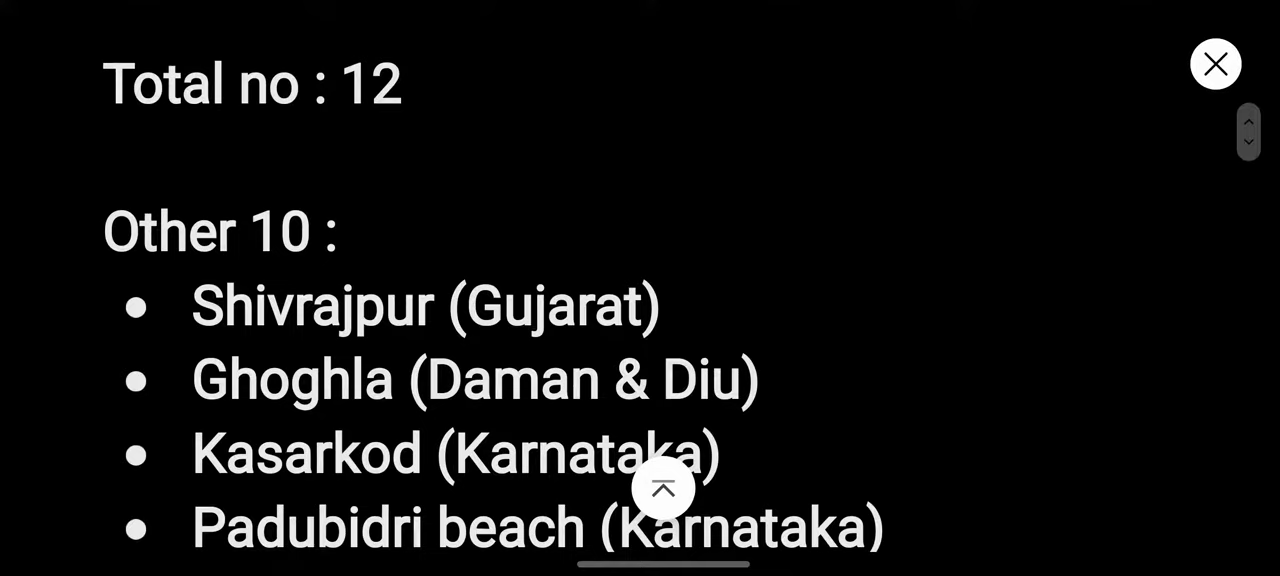 Total no : 12
Other 10 :
● Shivrajpur (Gujarat)
● Ghoghla (Daman & Diu)
● Kasarkod (Karnataka)
● Padubidri beach (Karnataka)